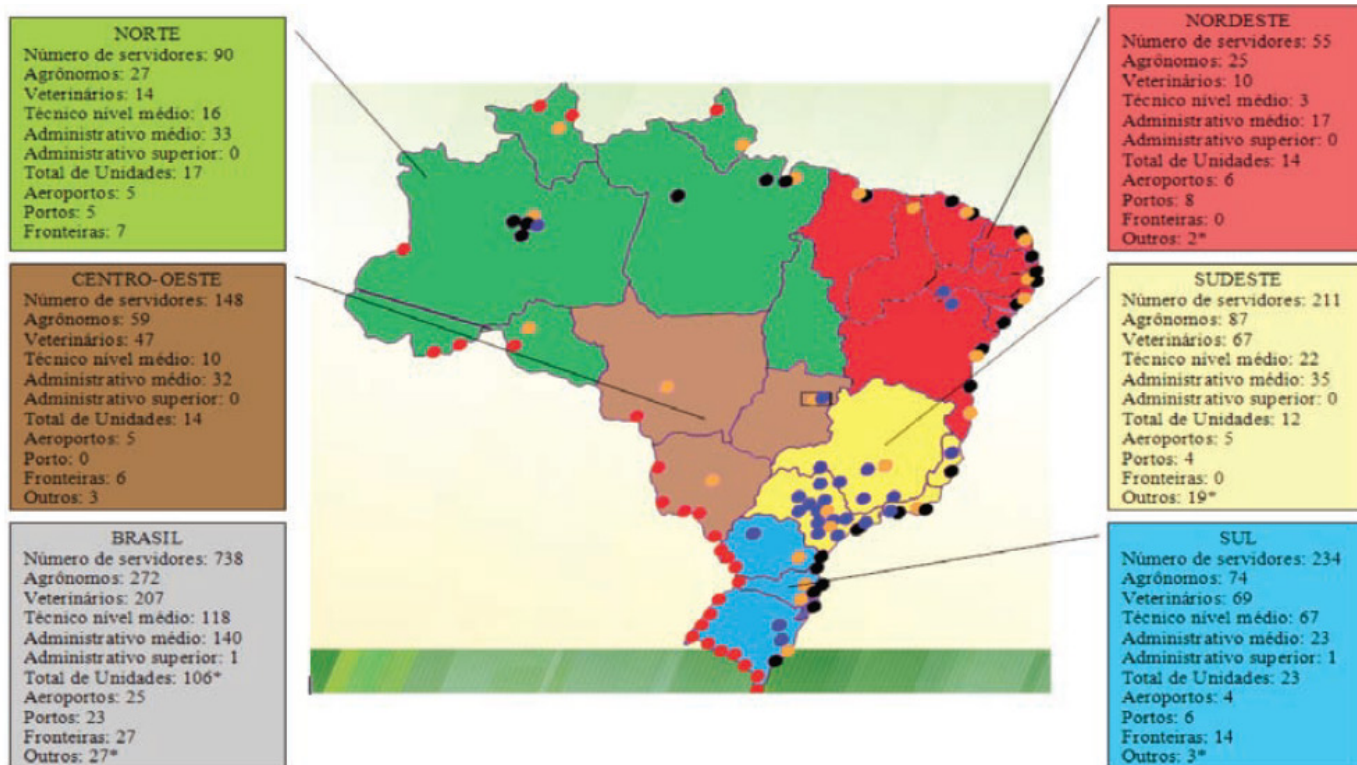 NORTE
Número de servidores: 90
Agrônomos: 27
Veterinários: 14
Técnico nível médio: 16
Administrativo médio: 33
Administrativo superior: 0
Total de Unidades: 17
Aeroportos: 5
Portos: 5
Fronteiras: 7
CENTRO-OESTE
Número de servidores: 148
Agrônomos: 59
Veterinários: 47
Técnico nível médio: 10
Administrativo médio: 32
Administrativo superior: 0
Total de Unidades: 14
Aeroportos: 5
Porto: 0
Fronteiras: 6
Outros: 3
BRASIL
Número de servidores: 738
Agrônomos: 272
Veterinários: 207
Técnico nível médio: 118
Administrativo médio: 140
Administrativo superior: 1
Total de Unidades: 106*
Aeroportos: 25
Portos: 23
Fronteiras: 27
Outros: 27*
NORDESTE
Número de servidores: 55
Agrônomos: 25
Veterinários: 10
Técnico nível médio: 3
Administrativo médio: 17
Administrativo superior: 0
Total de Unidades: 14
Aeroportos: 6
Portos: 8
Fronteiras: 0
Outros: 2*
SUDESTE
Número de servidores: 211
Agrônomos: 87
Veterinários: 67
Técnico nível médio: 22
Administrativo médio: 35
Administrativo superior: 0
Total de Unidades: 12
Aeroportos: 5
Portos: 4
Fronteiras: 0
Outros: 19*
SUL
Número de servidores: 234
Agrônomos: 74
Veterinários: 69
Técnico nível médio: 67
Administrativo médio: 23
Administrativo superior: 1
Total de Unidades: 23
Aeroportos: 4
Portos: 6
Fronteiras: 14
Outros: 3*